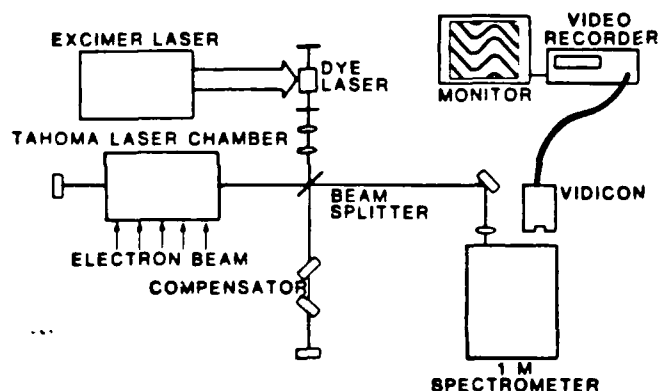 EXCIMER LASER
DYE
LASER
MONITOR
VIDEO
RECORDER
TAHOMA LASER CHAMBER
BEAM
SPLITTER
VIDICON
ELECTRON BEAM
COMPENSATOR
1 M
SPECTROMETER